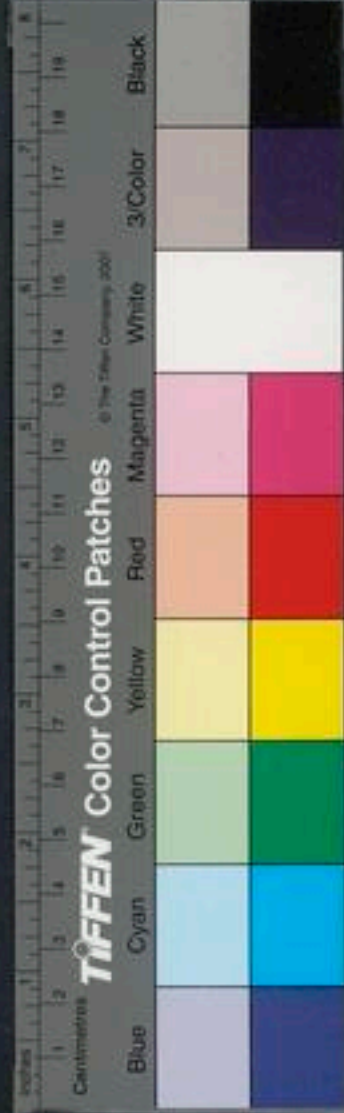 Inches 1 2 3 4 5 6 7 8
Centimetres 1 2 3 4 5 6 7 8 9 10 11 12 13 14 15 16 17 18 19
TIFFEN Color Control Patches © The Tiffen Company, 2007
Blue Cyan Green Yellow Red Magenta White 3/Color Black